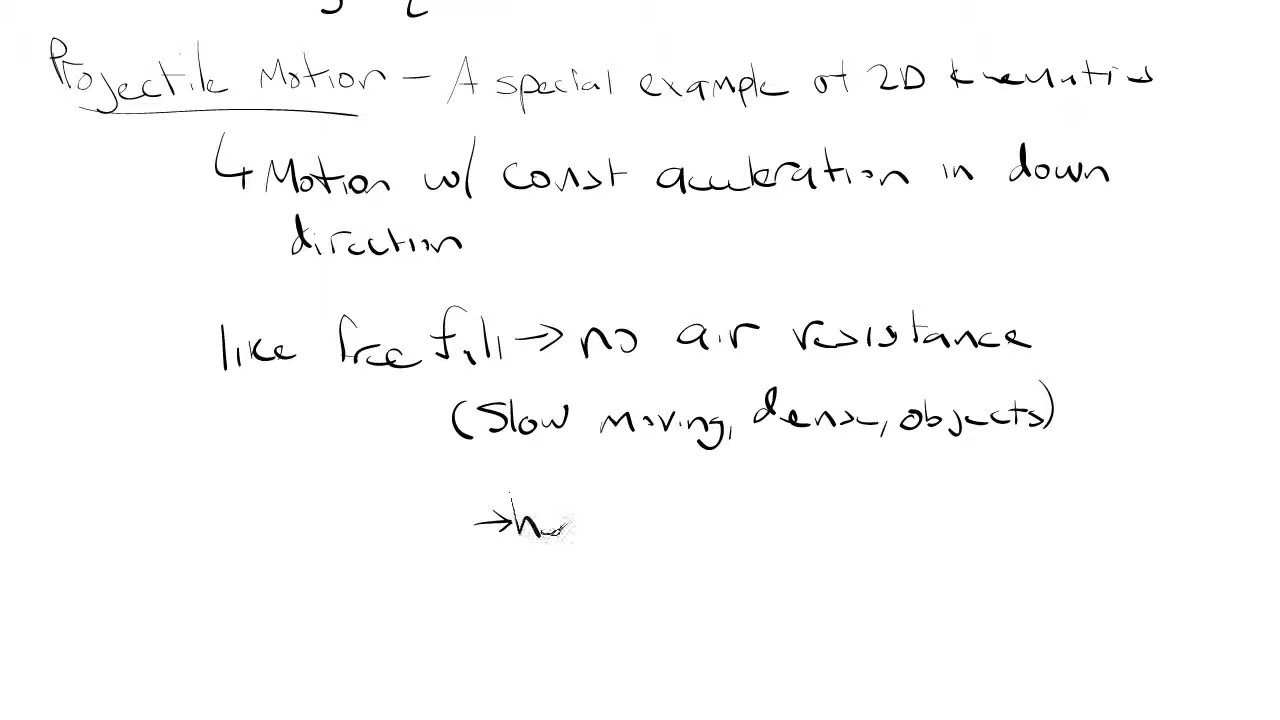 Projectile Motion - A special example of 2D kinematics
↳ Motion w/ const accleration in down
direction
like free fall → no air resistance
(Slow moving, dense, objects)
→